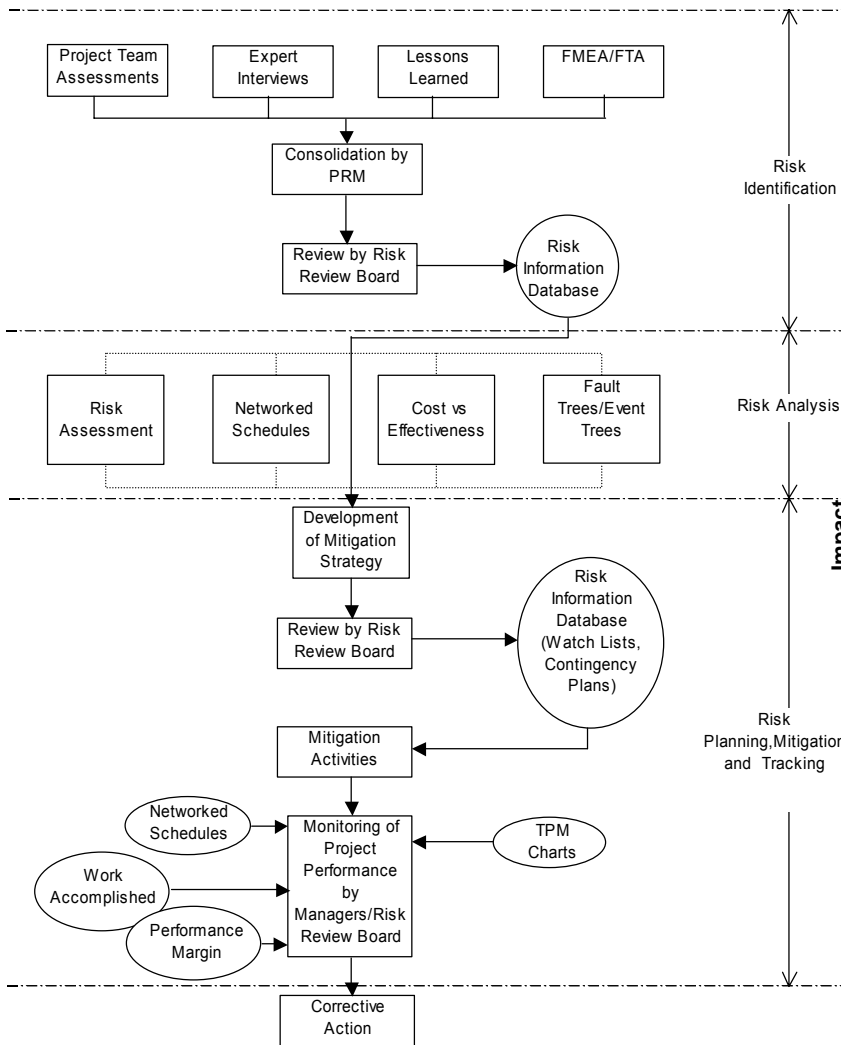 Project Team
Assessments
Expert
Interviews
Lessons
Learned
FMEA/FTA
Consolidation by
PRM
Risk
Identification
Review by Risk
Review Board
Risk
Information
Database
Risk
Assessment
Networked
Schedules
Cost vs
Effectiveness
Fault
Trees/Event
Trees
Risk Analysis
Development
of Mitigation
Strategy
Impact
Review by Risk
Review Board
Risk
Information
Database
(Watch Lists,
Contingency
Plans)
Mitigation
Activities
Risk
Planning,Mitigation
and Tracking
Networked
Schedules
Work
Accomplished
Performance
Margin
Monitoring of
Project
Performance
by
Managers/Risk
Review Board
TPM
Charts
Corrective
Action